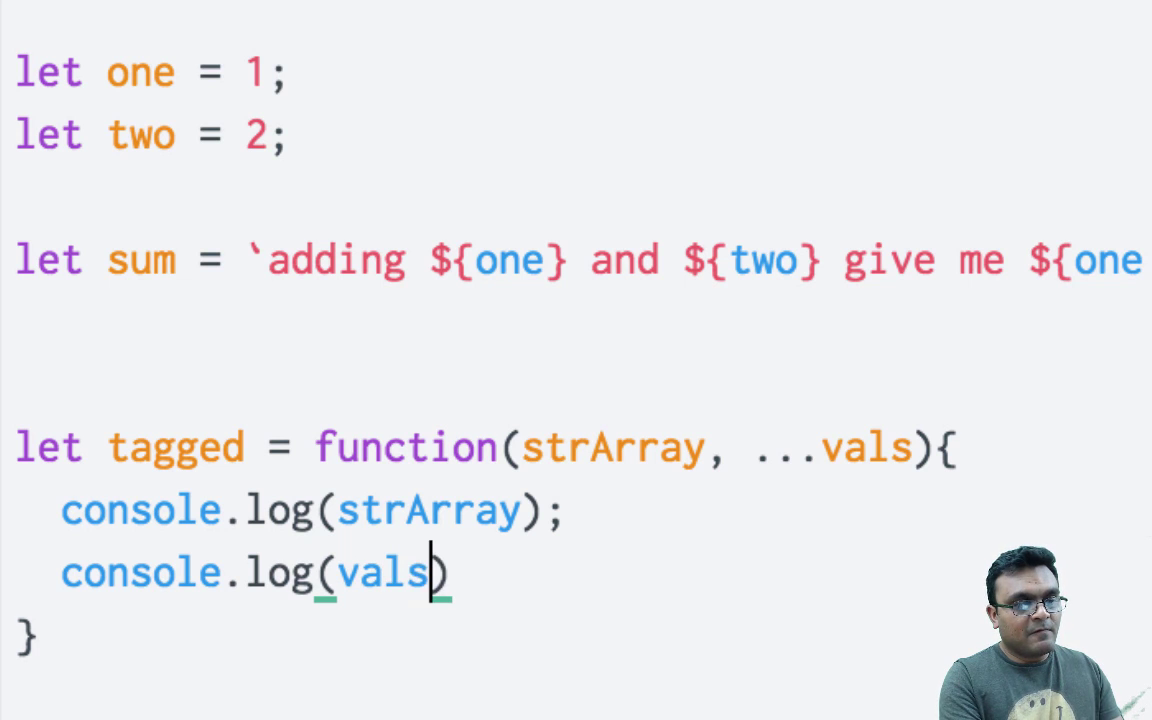 let one = 1;
let two = 2;
let sum = `adding ${one} and ${two} give me ${one
let tagged = function(strArray, ...vals){
console.log(strArray);
console.log(vals)
}